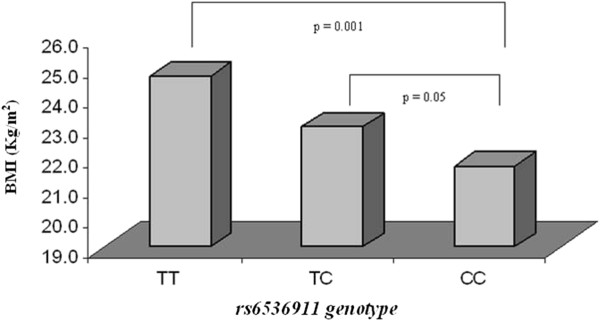 p = 0.001
p = 0.05
BMI (Kg/m²)
26.0
25.0
24.0
23.0
22.0
21.0
20.0
19.0
TT TC CC
rs6536911 genotype